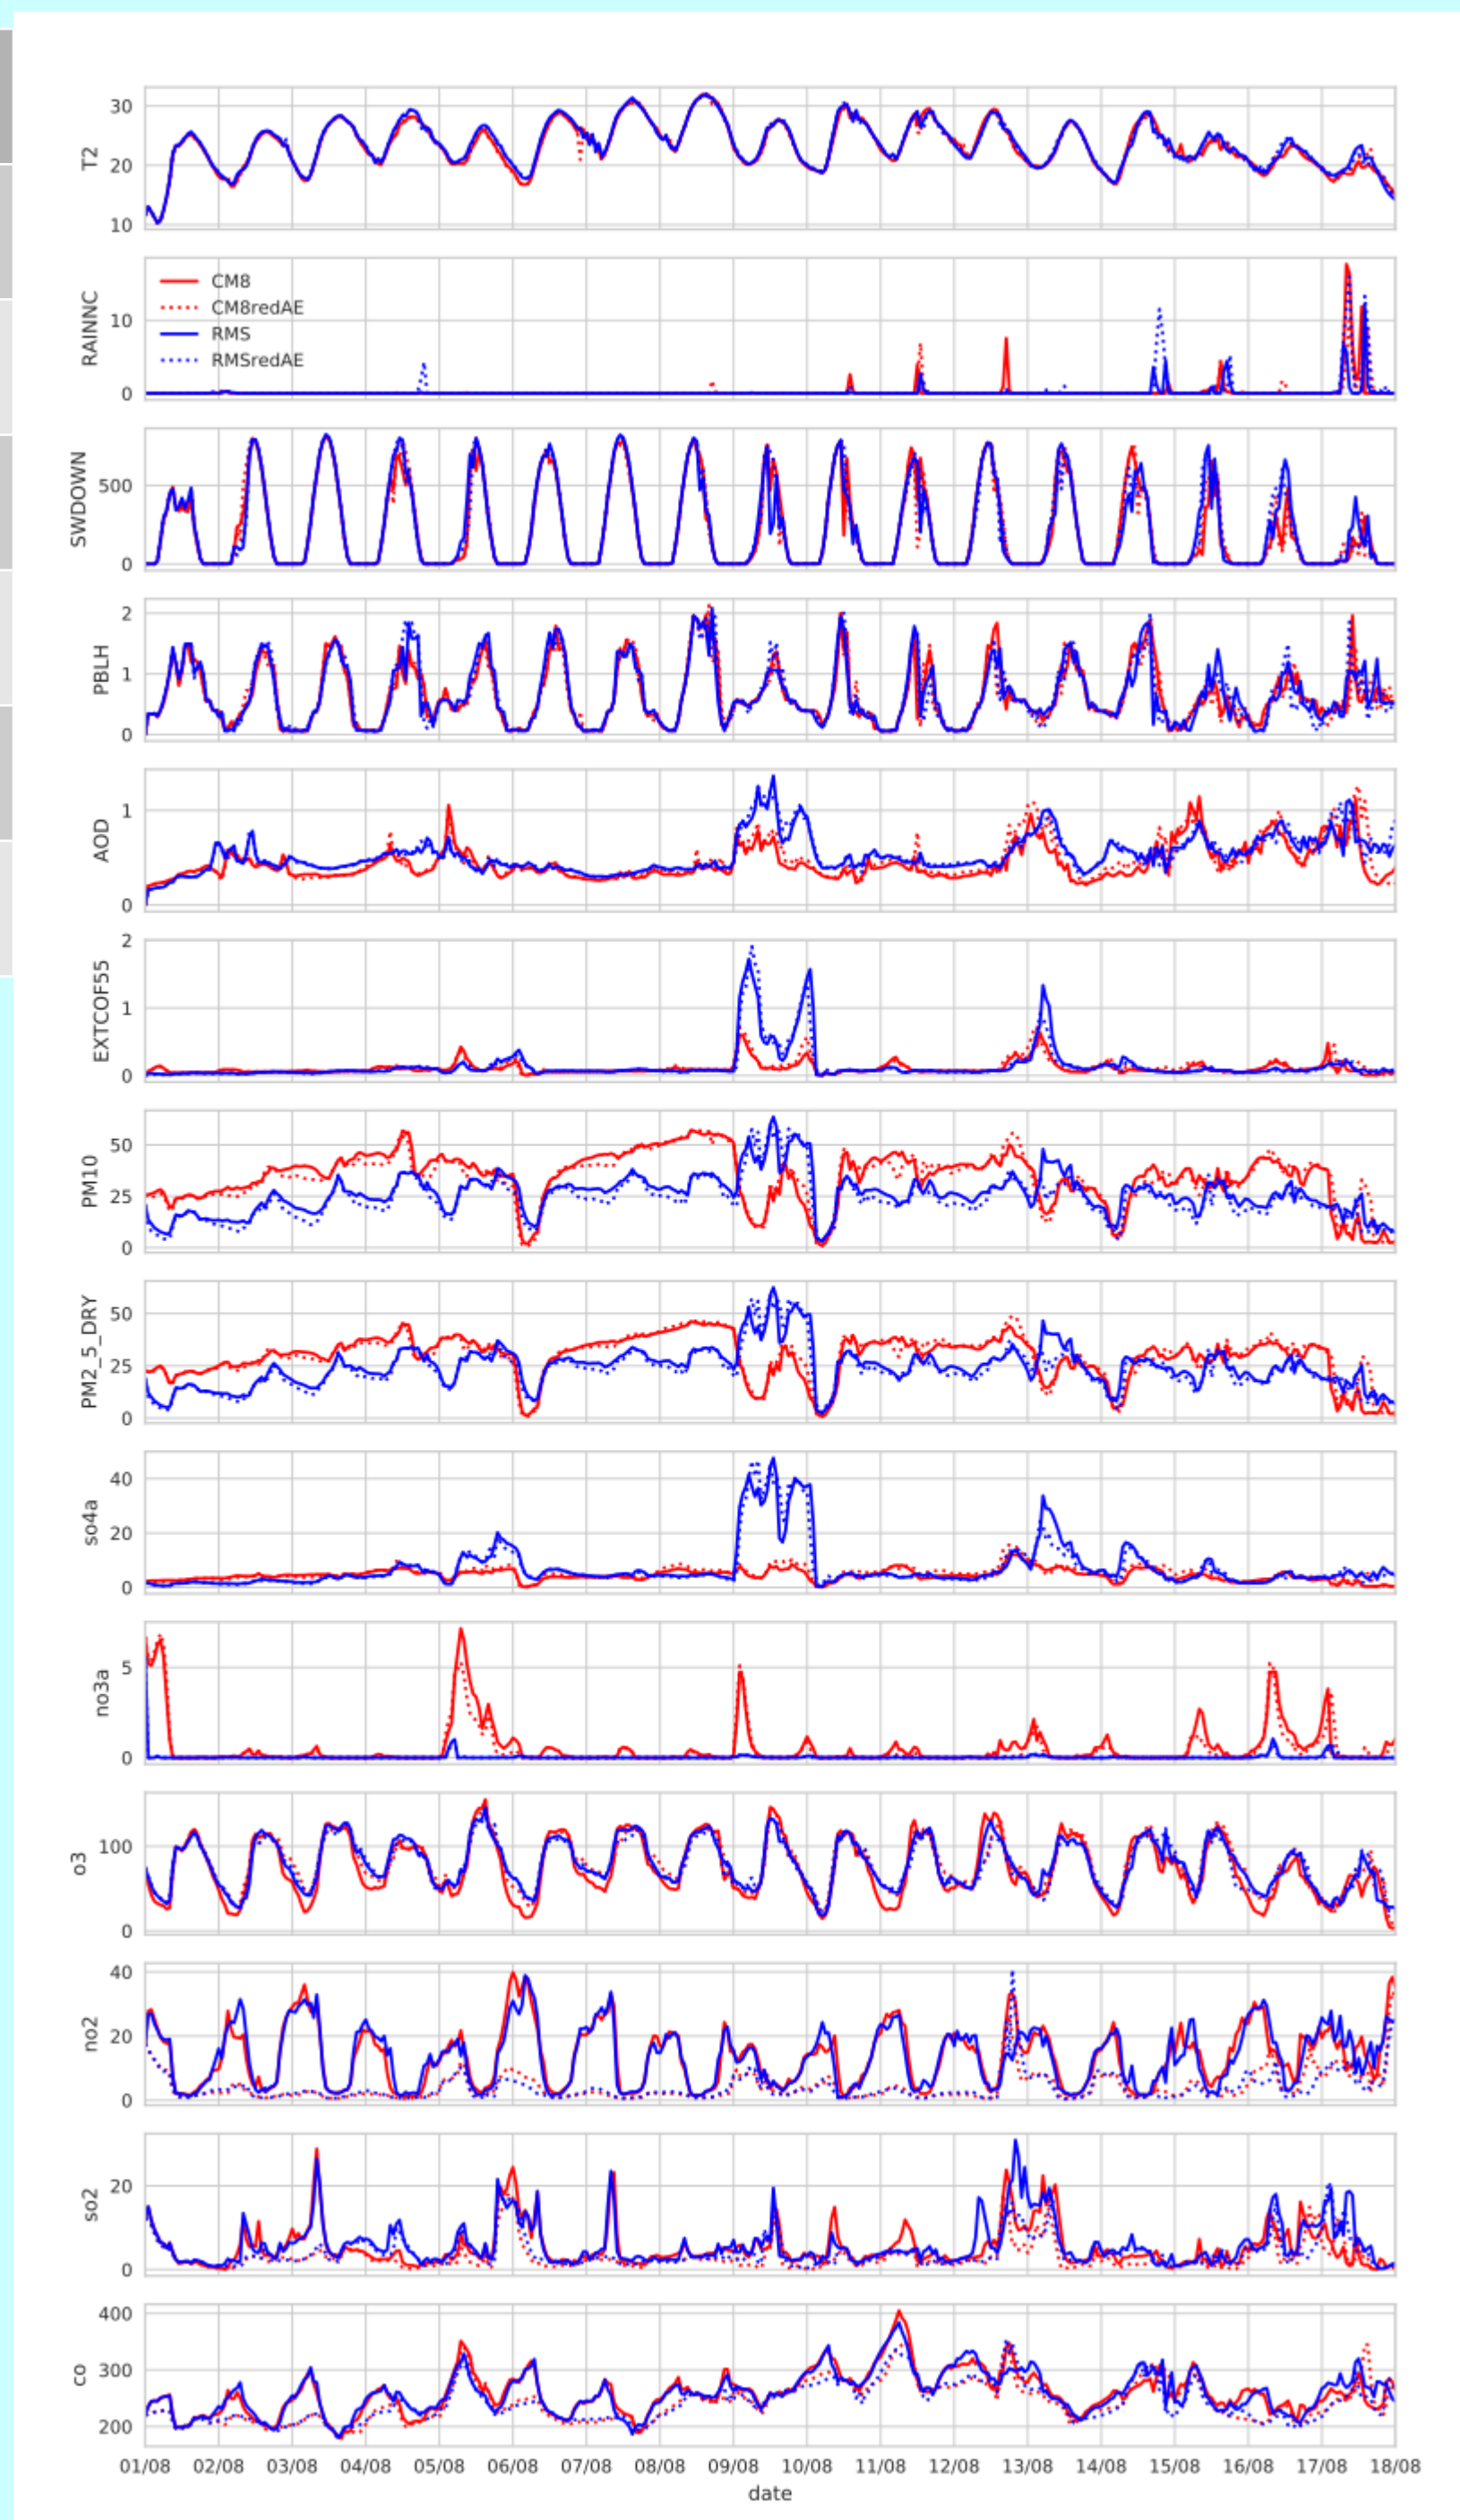 T2
30
20
10
RAINNC
10
0
CM8
CM8redAE
RMS
RMSredAE
SWDOWN
500
0
PBLH
2
1
0
AOD
1
0
EXTCOF55
2
1
0
PM10
50
25
0
PM2_5_DRY
50
25
0
so4a
40
20
0
no3a
5
0
o3
100
0
no2
40
20
0
so2
20
0
co
400
300
200
01/08 02/08 03/08 04/08 05/08 06/08 07/08 08/08 09/08 10/08 11/08 12/08 13/08 14/08 15/08 16/08 17/08 18/08
date